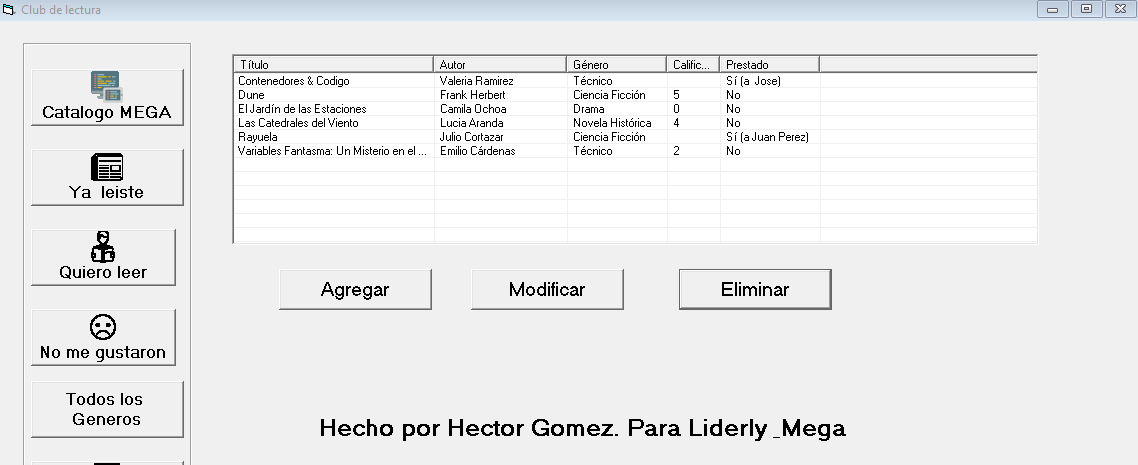 Club de lectura
Catalogo MEGA
Ya leiste
Quiero leer
No me gustaron
Todos los
Generos
Título Autor Género Calific... Prestado
Contenedores & Codigo Valeria Ramirez Técnico Sí (a Jose)
Dune Frank Herbert Ciencia Ficción 5 No
El Jardín de las Estaciones Camila Ochoa Drama 0 No
Las Catedrales del Viento Lucia Aranda Novela Histórica 4 No
Rayuela Julio Cortazar Ciencia Ficción Sí (a Juan Perez)
Variables Fantasma: Un Misterio en el ... Emilio Cárdenas Técnico 2 No
Agregar Modificar Eliminar
Hecho por Hector Gomez. Para Liderly _Mega